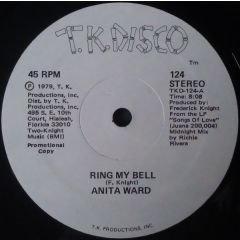 T.K.DISCO
Tm
45 RPM
℗ 1979, T. K.
Productions, Inc.
Dist. by T. K.
Productions, Inc.
495 S. E. 10th
Court, Hialeah,
Florida 33010
Two-Knight
Music (BMI)
Promotional
Copy
124
STEREO
TKD-124-A
Time: 8:08
Produced by:
Frederick Knight
From the LP
"Songs Of Love"
(Juana 200,004)
Midnight Mix
by Richie
Rivera
RING MY BELL
(F. Knight)
ANITA WARD
T.K. PRODUCTIONS, INC.